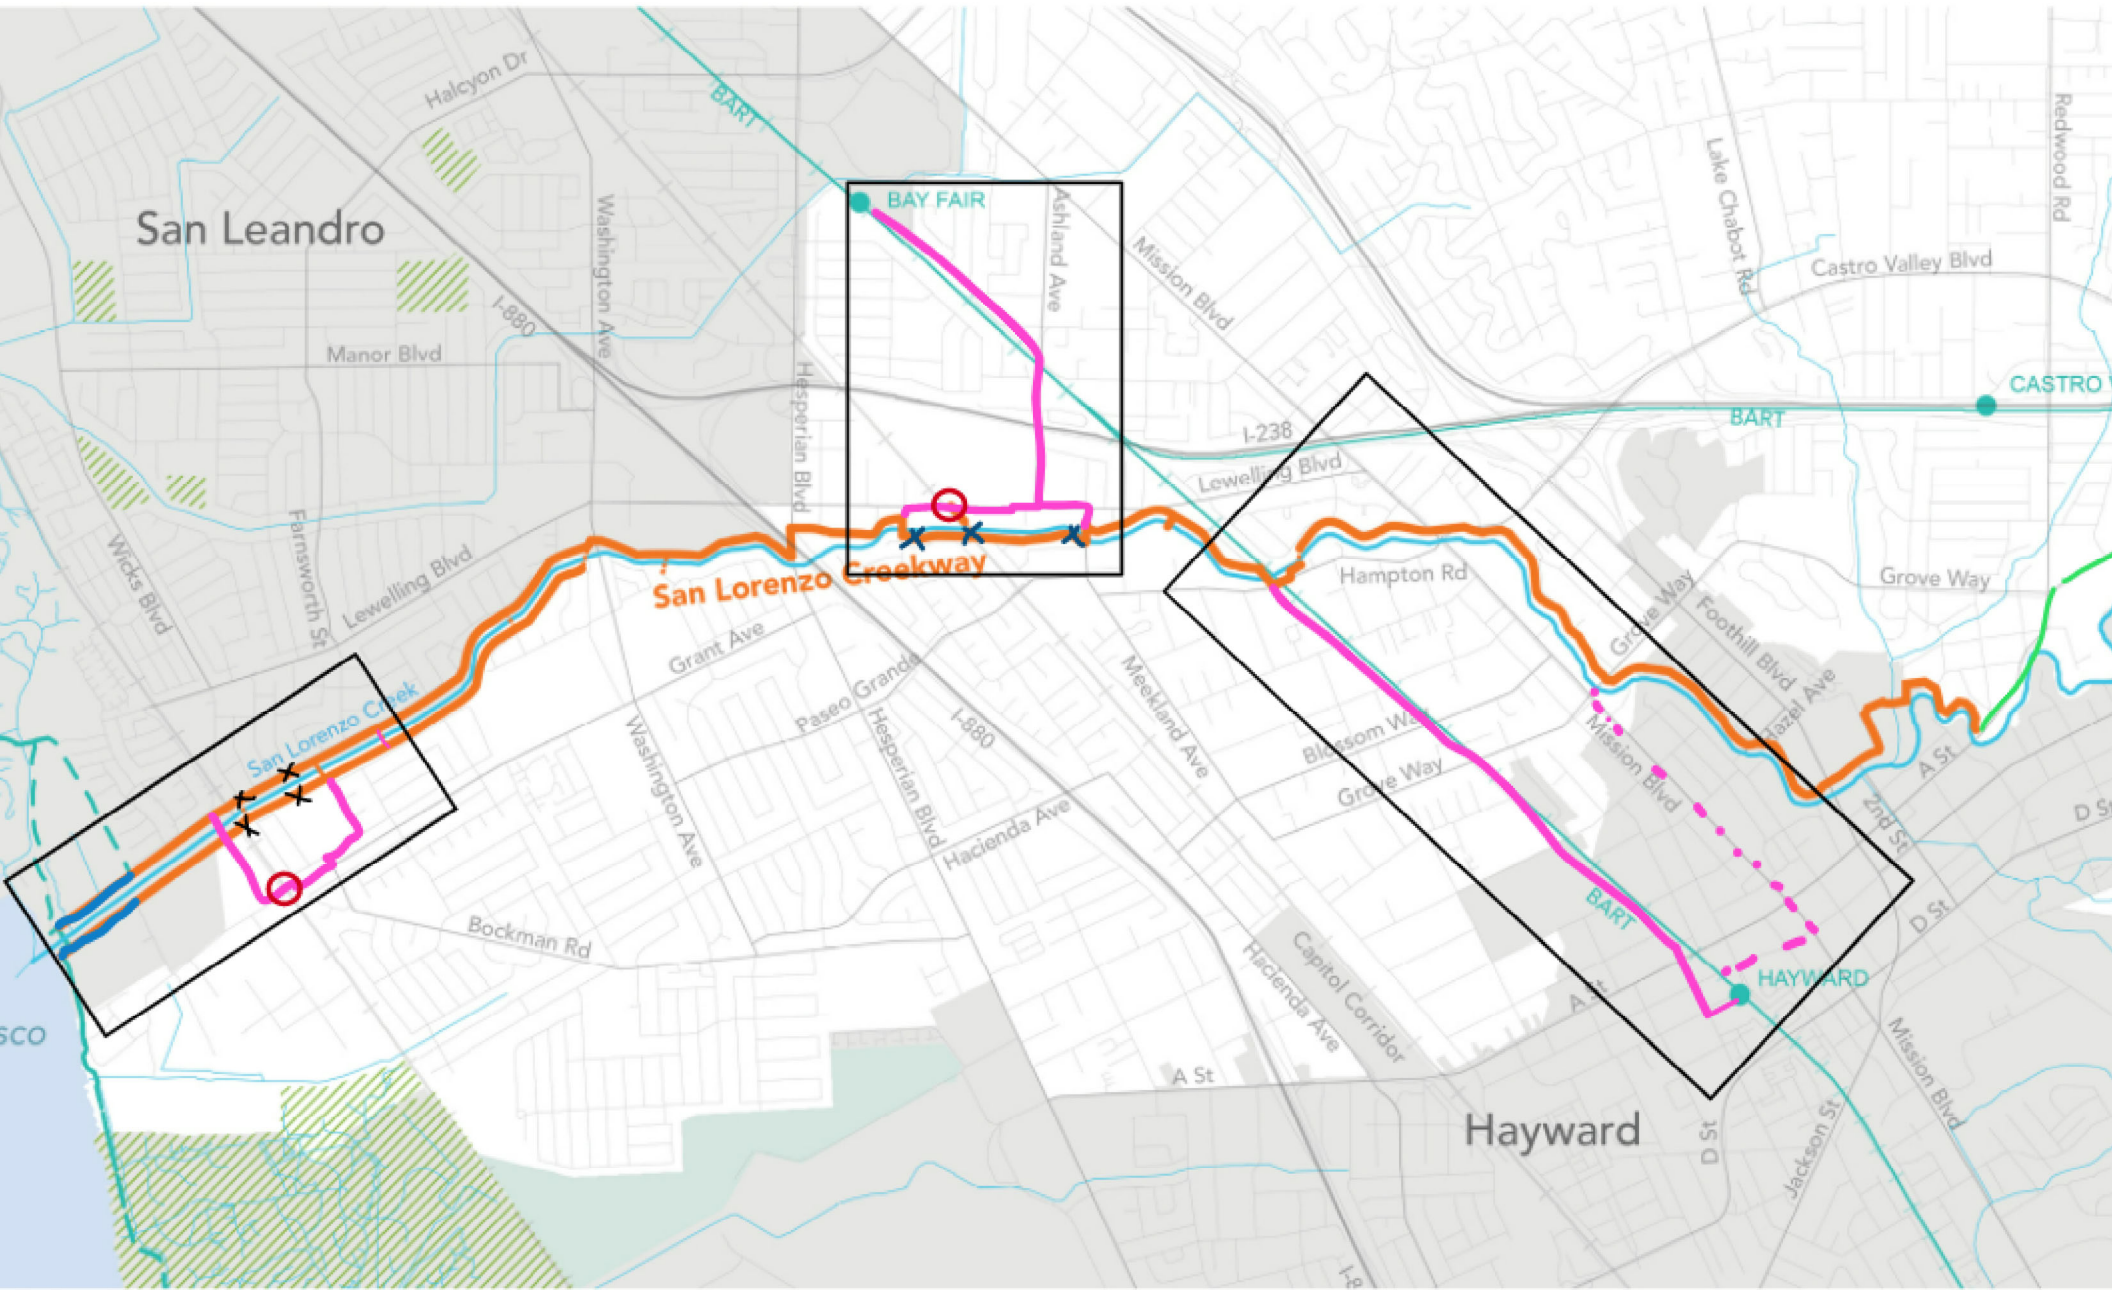 Halcyon Dr
BART
Redwood Rd
Lake Chabot Rd
San Leandro
BAY FAIR
Washington Ave
Ashland Ave
Mission Blvd
Castro Valley Blvd
I-880
Manor Blvd
Hesperian Blvd
CASTRO
BART
I-238
Lewelling Blvd
Farnsworth St
Wicks Blvd
Lewelling Blvd
San Lorenzo Creekway
Hampton Rd
Grove Way
Grove Way
Foothill Blvd
Grant Ave
Paseo Grande
Meekland Ave
San Lorenzo Creek
Hazel Ave
Washington Ave
Hesperian Blvd
I-880
Blossom Way
Mission Blvd
A St
Grove Way
2nd St
D St
Hacienda Ave
Bockman Rd
BART
D St
Hacienda Ave
Capitol Corridor
A St
HAYWARD
sco
A St
Mission Blvd
Hayward
D St
Jackson St
I-8